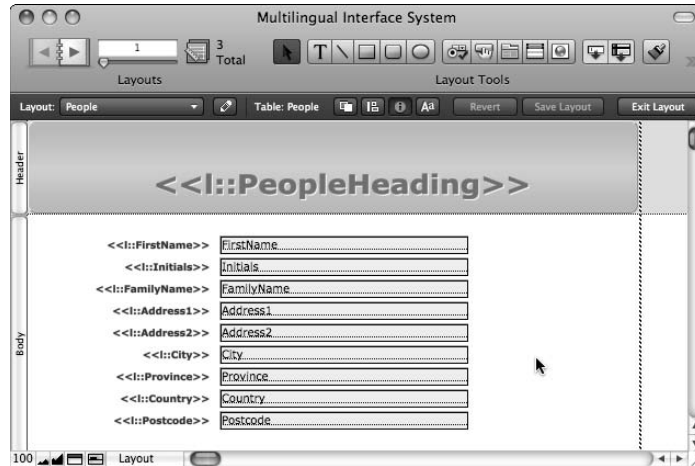 Multilingual Interface System
1
3
Total
Layouts
Layout Tools
Layout: People
Table: People
Aa
Revert
Save Layout
Exit Layout
Header
<<l::PeopleHeading>>
Body
<<l::FirstName>> FirstName
<<l::Initials>> Initials
<<l::FamilyName>> FamilyName
<<l::Address1>> Address1
<<l::Address2>> Address2
<<l::City>> City
<<l::Province>> Province
<<l::Country>> Country
<<l::Postcode>> Postcode
100 Layout